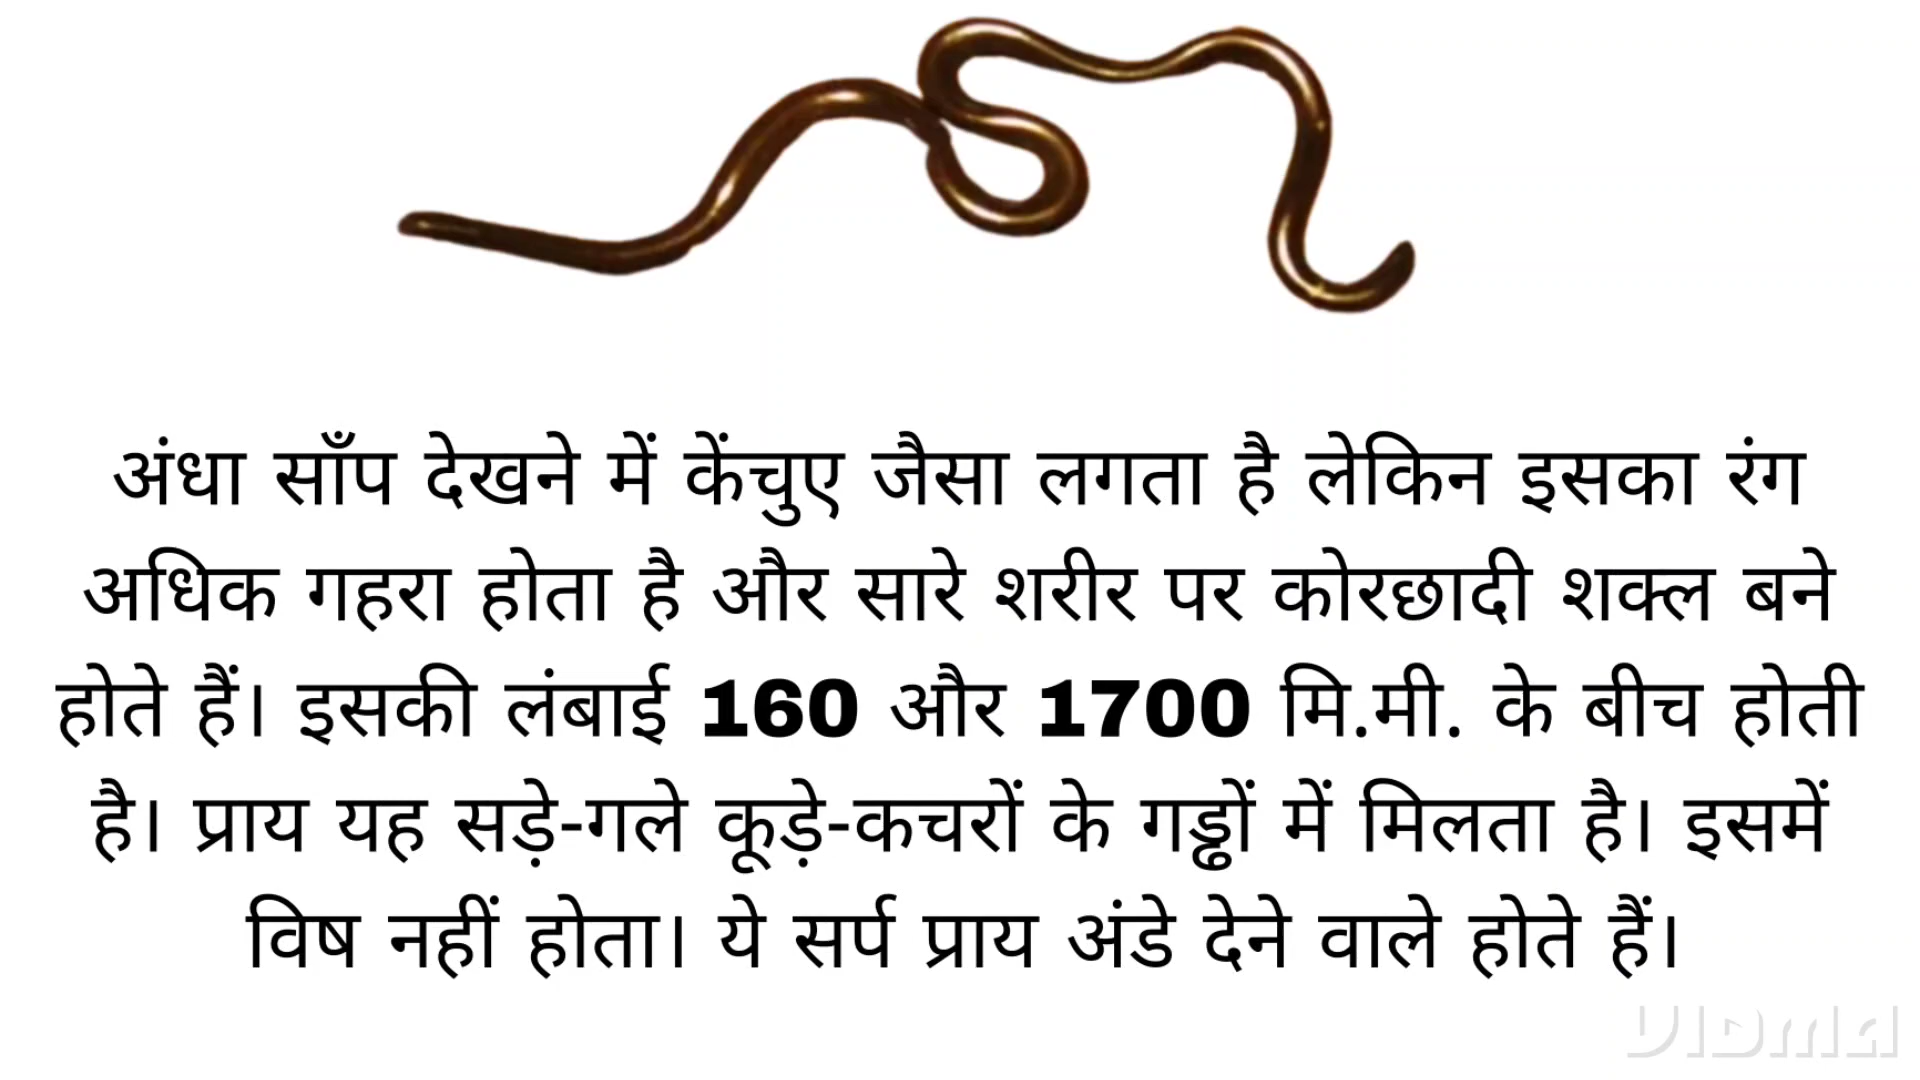 अंधा साँप देखने में केंचुए जैसा लगता है लेकिन इसका रंग
अधिक गहरा होता है और सारे शरीर पर कोरछादी शक्ल बने
होते हैं। इसकी लंबाई 160 और 1700 मि.मी. के बीच होती
है। प्राय यह सड़े-गले कूड़े-कचरों के गड्ढों में मिलता है। इसमें
विष नहीं होता। ये सर्प प्राय अंडे देने वाले होते हैं।
VIDMA